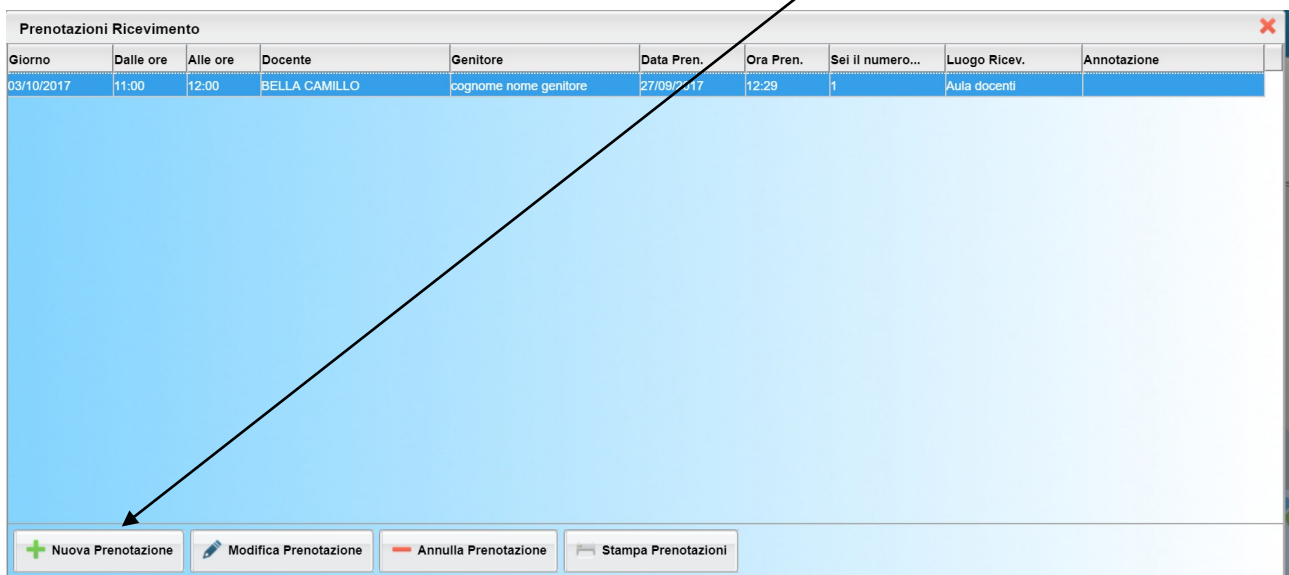 Prenotazioni Ricevimento
Giorno Dalle ore Alle ore Docente Genitore Data Pren. Ora Pren. Sei il numero... Luogo Ricev. Annotazione
03/10/2017 11:00 12:00 BELLA CAMILLO cognome nome genitore 27/09/2017 12:29 1 Aula docenti
Nuova Prenotazione Modifica Prenotazione Annulla Prenotazione Stampa Prenotazioni